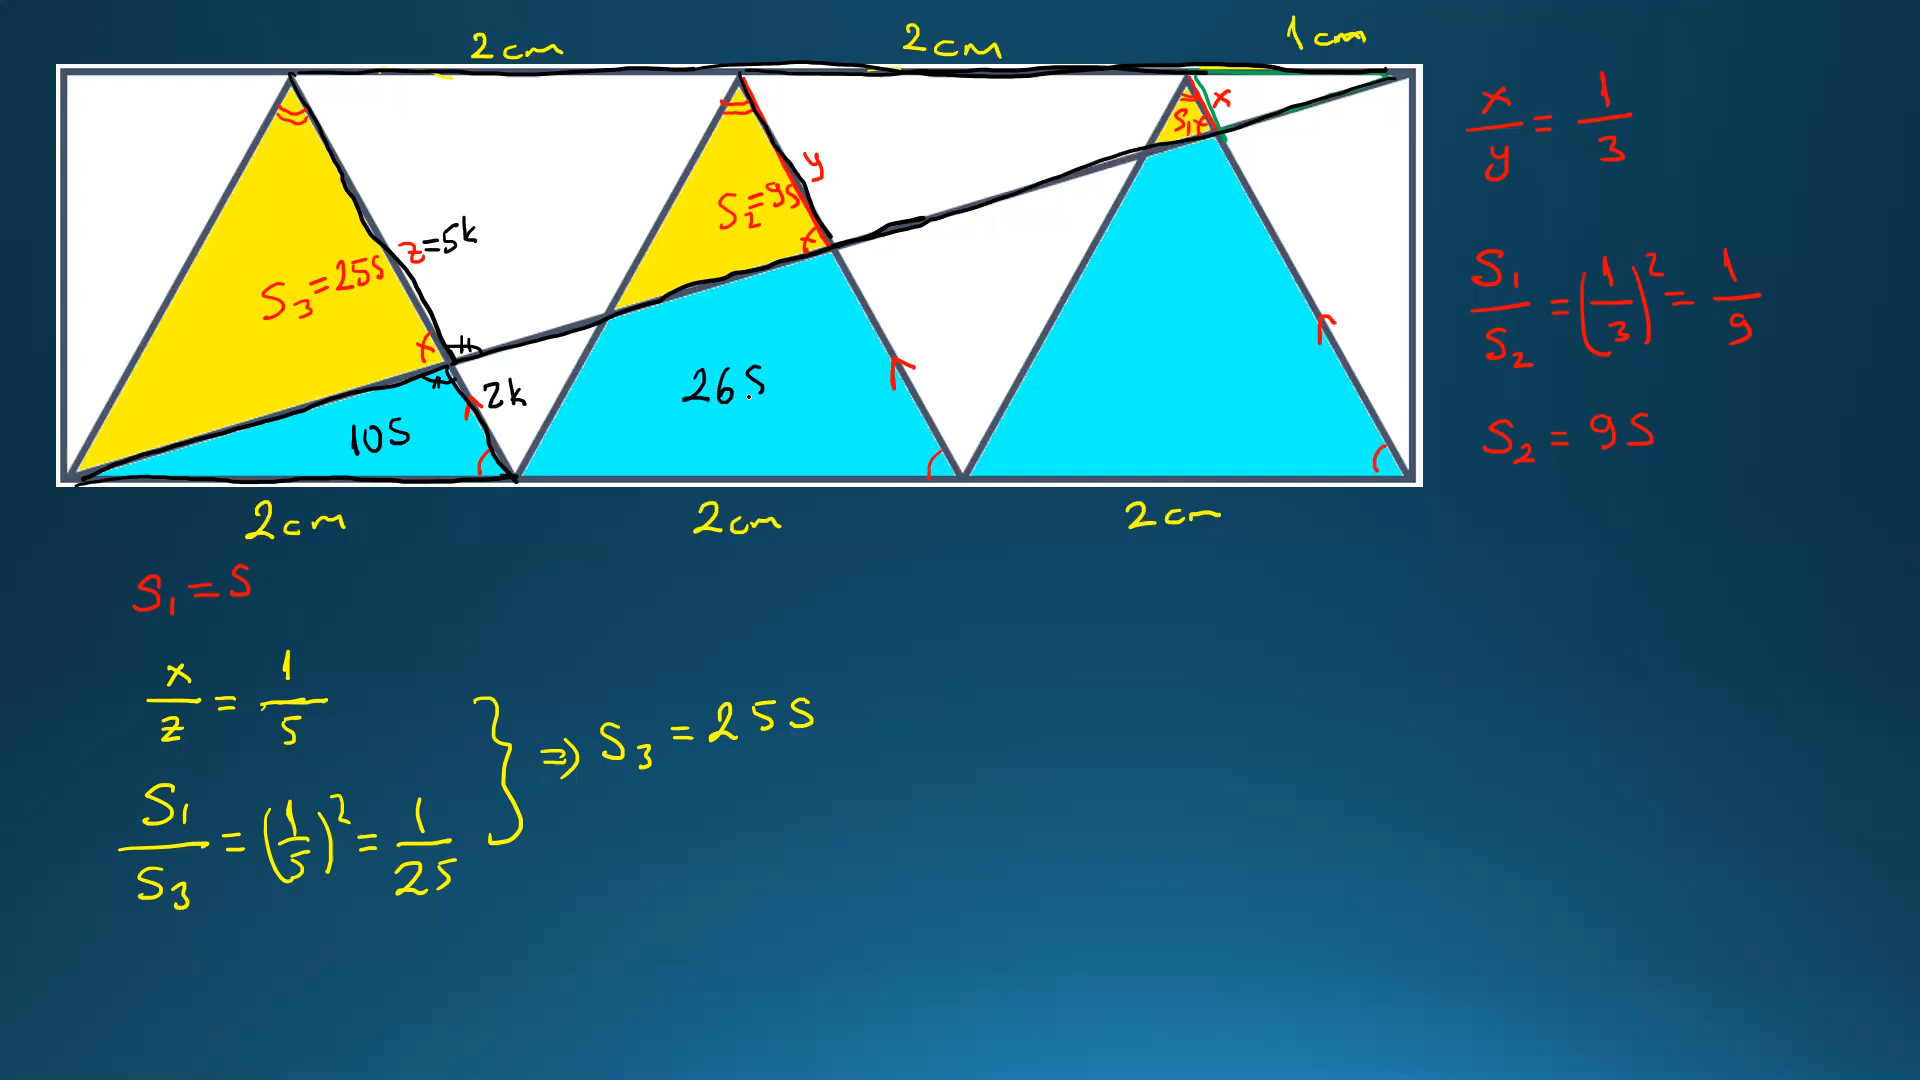 2cm 2cm 1cm
x/y = 1/3
x
S₁ x
y
S₂=9S
z=5k
S₃=25S
x
x
S₁/S₂ = (1/3)² = 1/9
2k
26S
10S
S₂ = 9S
2cm 2cm 2cm
S₁ = S
x/z = 1/5
⇒ S₃ = 25S
S₁/S₃ = (1/5)² = 1/25